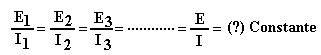 E1/I1 = E2/I2 = E3/I3 = ············ = E/I = (?) Constante